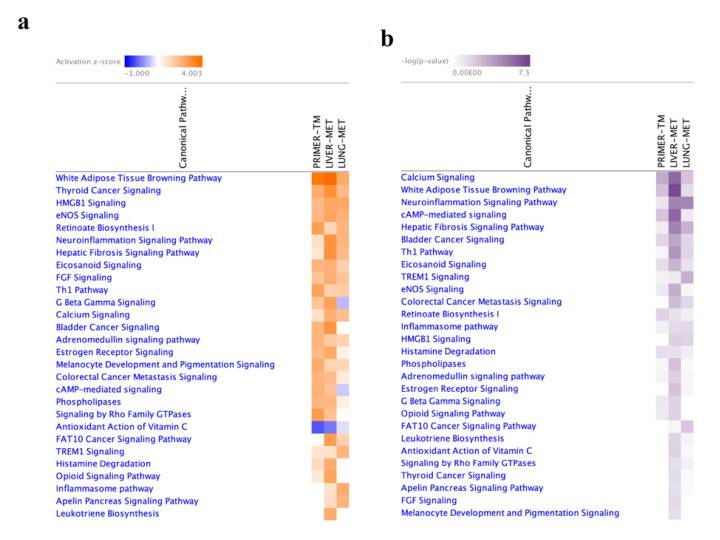 a
Activation z-score
-3.000 4.003
Canonical Pathw...
PRIMER-TM
LIVER-MET
LUNG-MET
White Adipose Tissue Browning Pathway
Thyroid Cancer Signaling
HMGB1 Signaling
eNOS Signaling
Retinoate Biosynthesis I
Neuroinflammation Signaling Pathway
Hepatic Fibrosis Signaling Pathway
Eicosanoid Signaling
FGF Signaling
Th1 Pathway
G Beta Gamma Signaling
Calcium Signaling
Bladder Cancer Signaling
Adrenomedullin signaling pathway
Estrogen Receptor Signaling
Melanocyte Development and Pigmentation Signaling
Colorectal Cancer Metastasis Signaling
cAMP-mediated signaling
Phospholipases
Signaling by Rho Family GTPases
Antioxidant Action of Vitamin C
FAT10 Cancer Signaling Pathway
TREM1 Signaling
Histamine Degradation
Opioid Signaling Pathway
Inflammasome pathway
Apelin Pancreas Signaling Pathway
Leukotriene Biosynthesis
b
-log(p-value)
0.00E00 7.5
Canonical Pathw...
PRIMER-TM
LIVER-MET
LUNG-MET
Calcium Signaling
White Adipose Tissue Browning Pathway
Neuroinflammation Signaling Pathway
cAMP-mediated signaling
Hepatic Fibrosis Signaling Pathway
Bladder Cancer Signaling
Th1 Pathway
Eicosanoid Signaling
TREM1 Signaling
eNOS Signaling
Colorectal Cancer Metastasis Signaling
Retinoate Biosynthesis I
Inflammasome pathway
HMGB1 Signaling
Histamine Degradation
Phospholipases
Adrenomedullin signaling pathway
Estrogen Receptor Signaling
G Beta Gamma Signaling
Opioid Signaling Pathway
FAT10 Cancer Signaling Pathway
Leukotriene Biosynthesis
Antioxidant Action of Vitamin C
Signaling by Rho Family GTPases
Thyroid Cancer Signaling
Apelin Pancreas Signaling Pathway
FGF Signaling
Melanocyte Development and Pigmentation Signaling